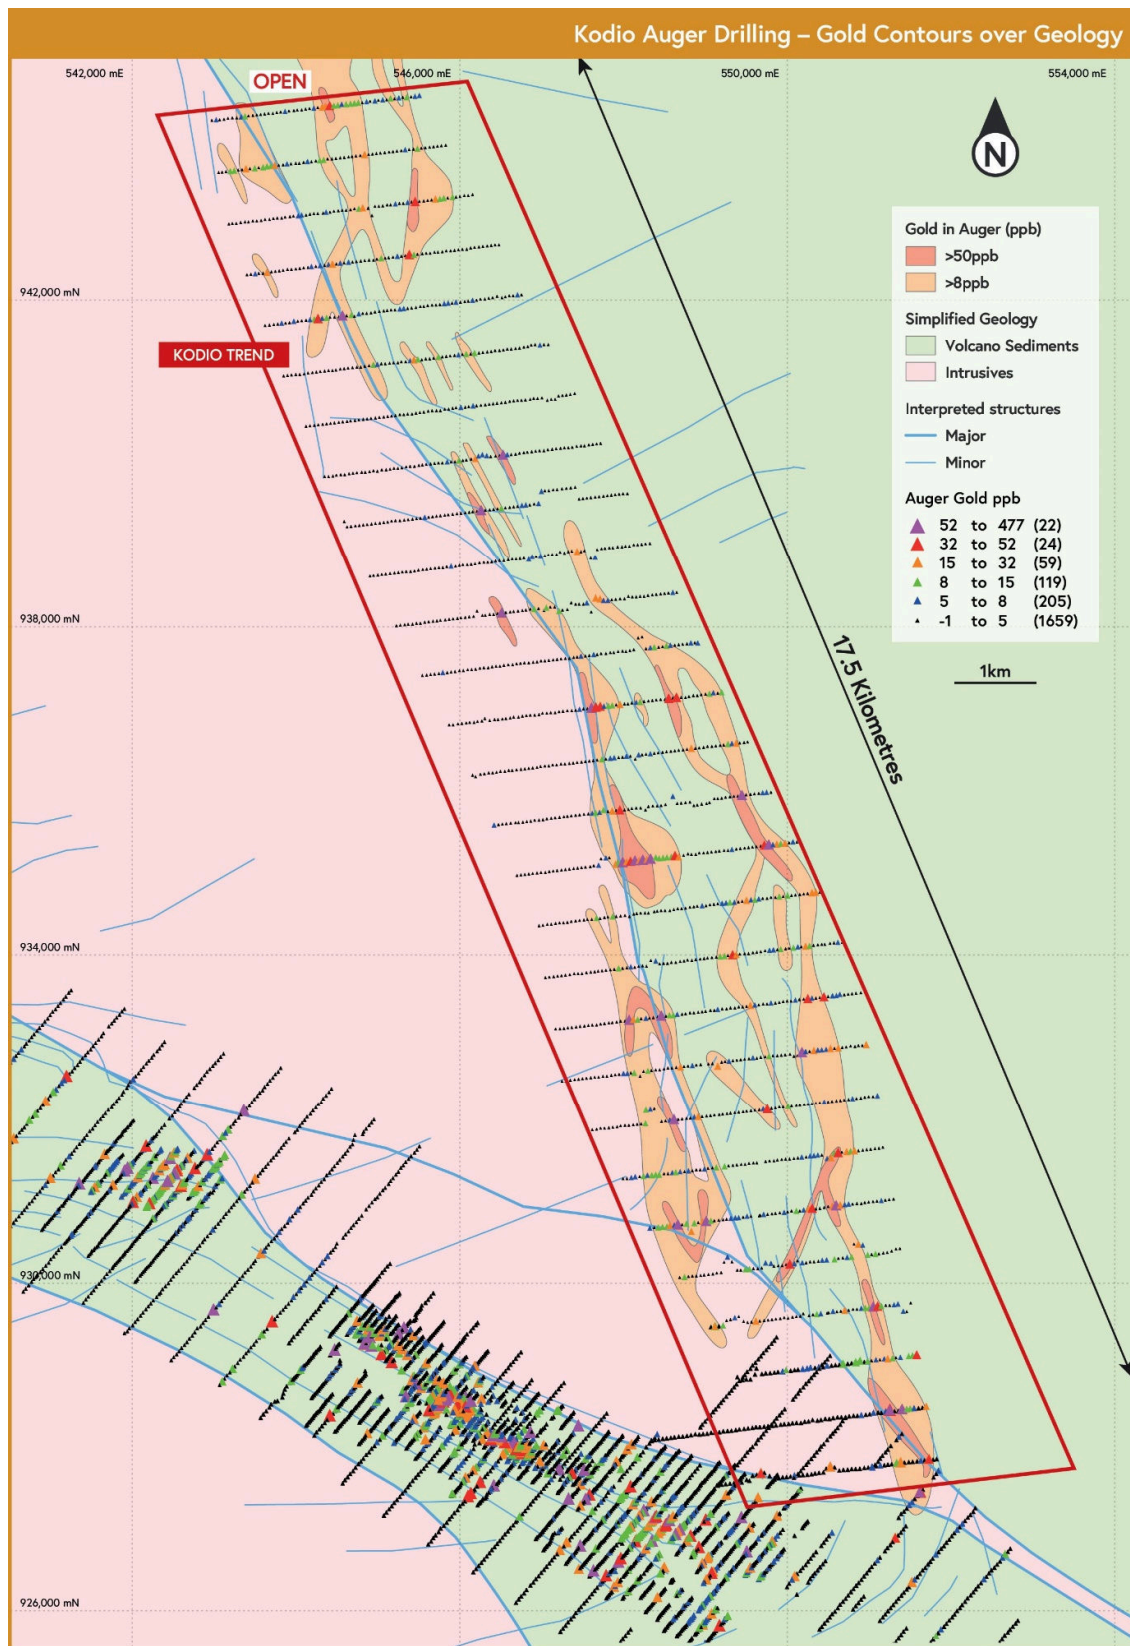 Kodio Auger Drilling – Gold Contours over Geology
542,000 mE
546,000 mE
550,000 mE
554,000 mE
OPEN
N
Gold in Auger (ppb)
>50ppb
>8ppb
Simplified Geology
Volcano Sediments
Intrusives
Interpreted structures
Major
Minor
Auger Gold ppb
52 to 477 (22)
32 to 52 (24)
15 to 32 (59)
8 to 15 (119)
5 to 8 (205)
-1 to 5 (1659)
1km
942,000 mN
KODIO TREND
938,000 mN
17.5 Kilometres
934,000 mN
930,000 mN
926,000 mN